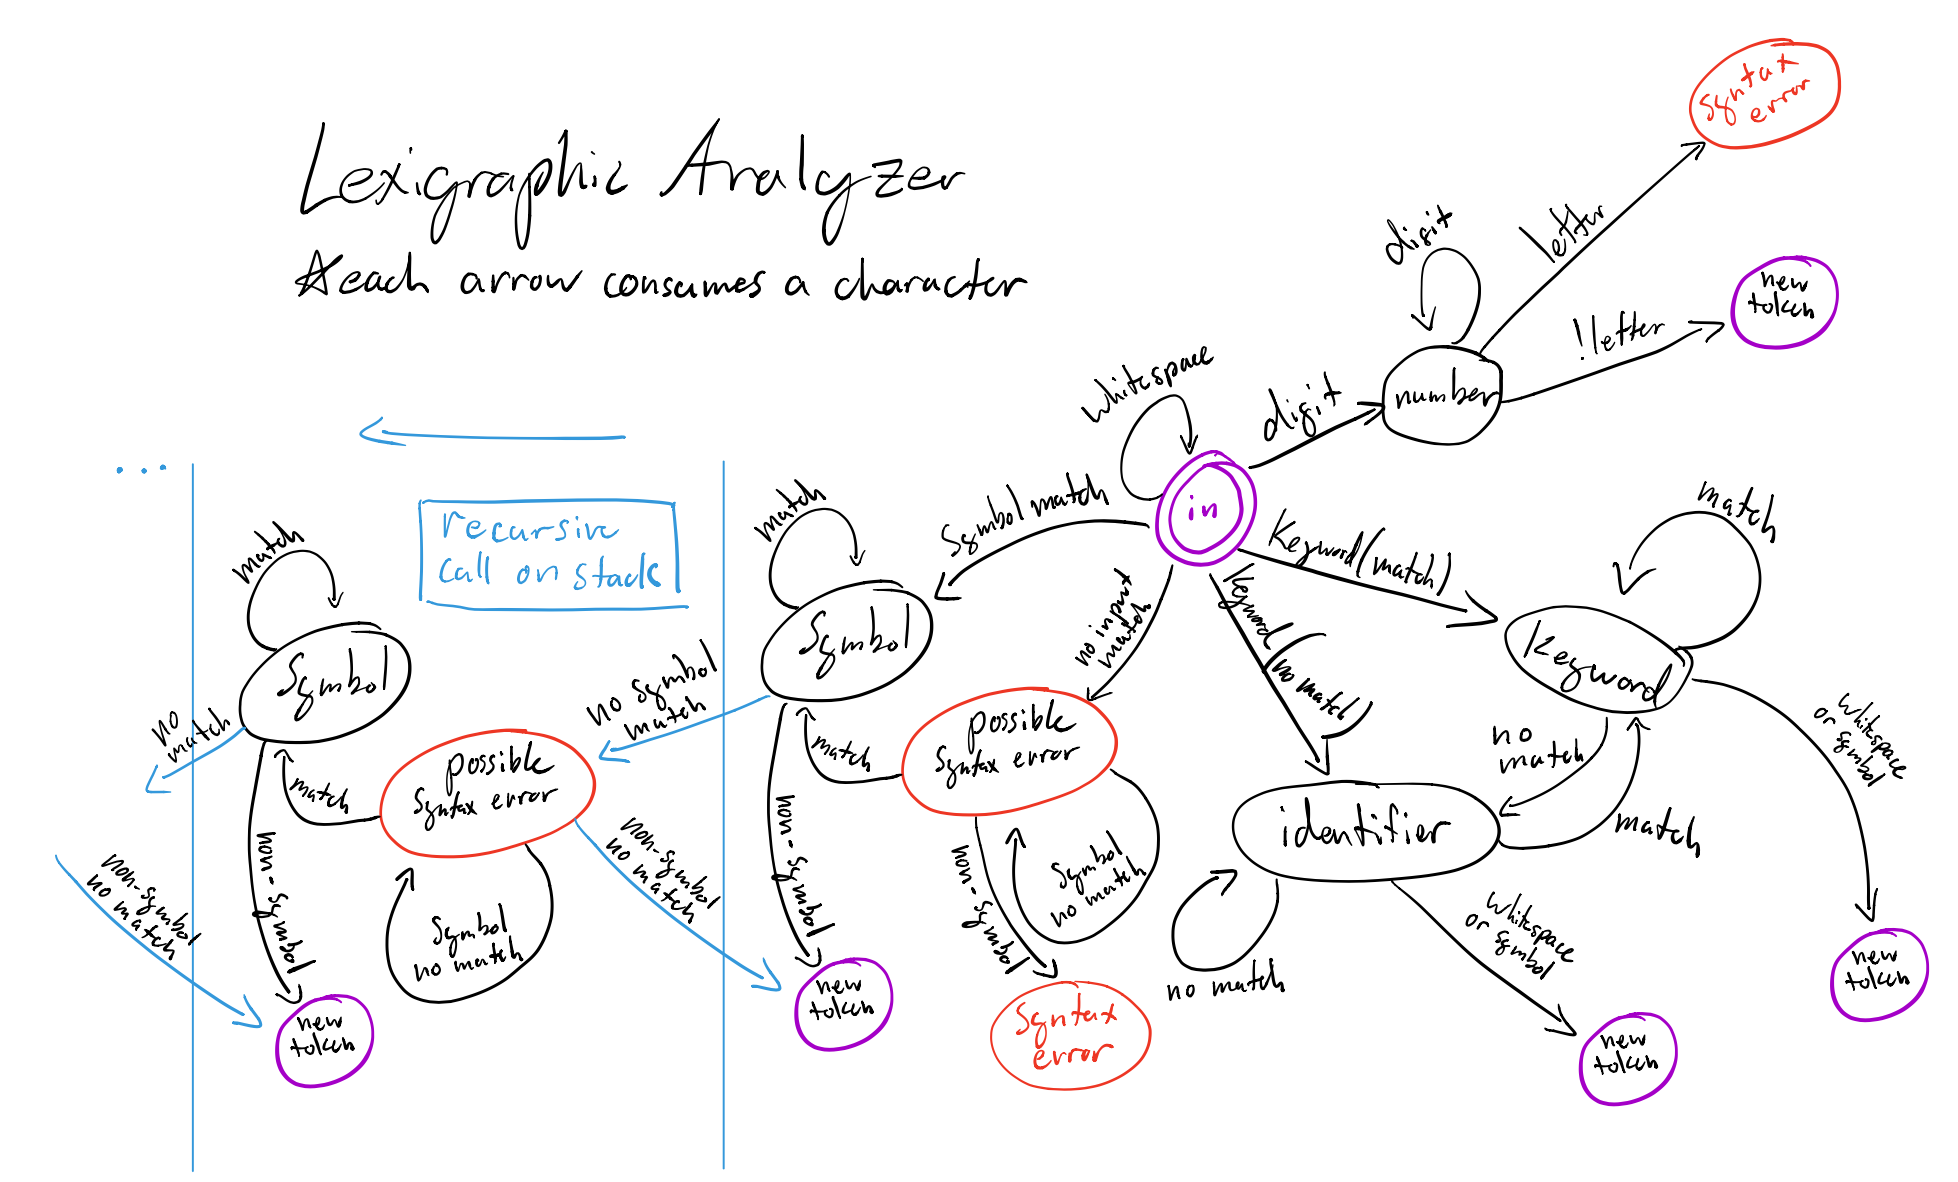 Lexigraphic Analyzer
*each arrow consumes a character
syntax
error
letter
digit
new
token
!letter
number
digit
whitespace
in
Symbol match
Keyword (match)
no input
match
Keyword
(no match)
match
Keyword
whitespace
or symbol
new
token
no
match
match
identifier
no match
whitespace
or symbol
new
token
...
recursive
call on stack
match
Symbol
no symbol
match
match
possible
Syntax error
non-symbol
Symbol
no match
non-symbol
new
token
Syntax
error
match
Symbol
no
match
match
possible
Syntax error
non-symbol
no match
non-symbol
Symbol
no match
non-symbol
no match
new
token